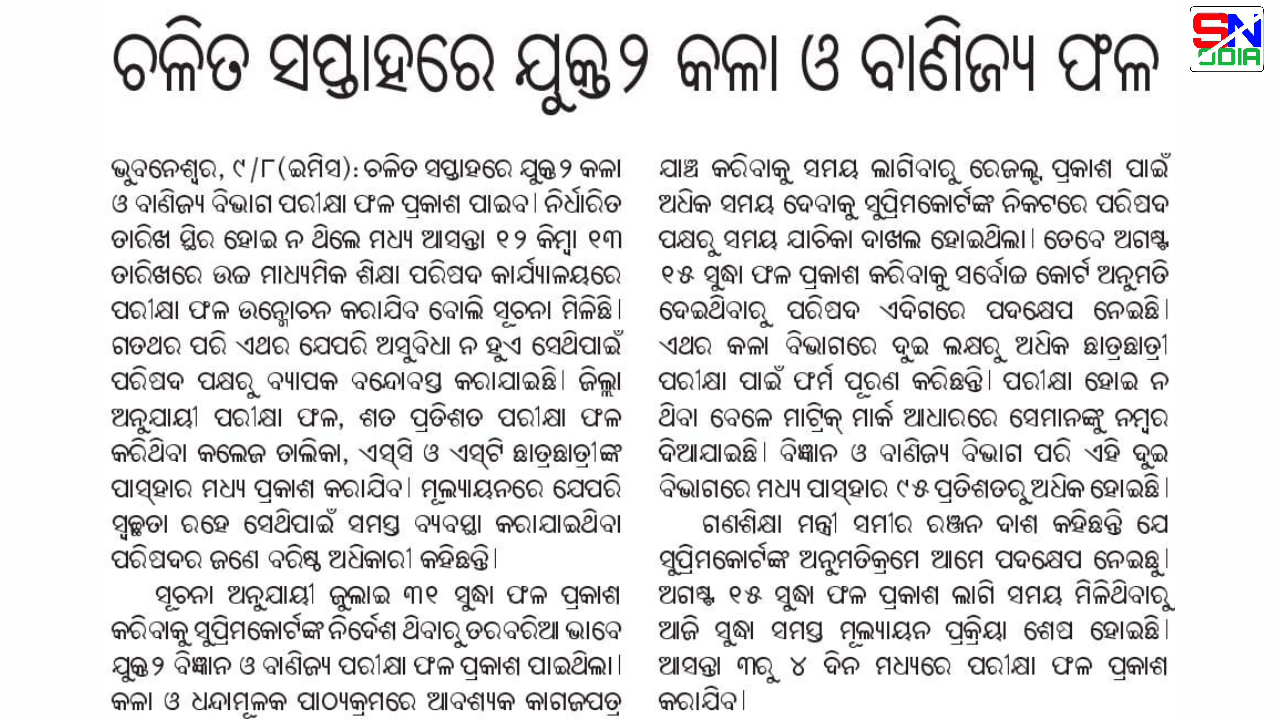 ଚଳିତ ସପ୍ତାହରେ ଯୁକ୍ତ୨ କଳା ଓ ବାଣିଜ୍ୟ ଫଳ
SN
ODIA
ଭୁବନେଶ୍ୱର, ୯/୮(ଇମିସ): ଚଳିତ ସପ୍ତାହରେ ଯୁକ୍ତ୨ କଳା
ଓ ବାଣିଜ୍ୟ ବିଭାଗ ପରୀକ୍ଷା ଫଳ ପ୍ରକାଶ ପାଇବ। ନିର୍ଧାରିତ
ତାରିଖ ସ୍ଥିର ହୋଇ ନ ଥିଲେ ମଧ୍ୟ ଆସନ୍ତା ୧୨ କିମ୍ବା ୧୩
ତାରିଖରେ ଉଚ୍ଚ ମାଧ୍ୟମିକ ଶିକ୍ଷା ପରିଷଦ କାର୍ଯ୍ୟାଳୟରେ
ପରୀକ୍ଷା ଫଳ ଉନ୍ମୋଚନ କରାଯିବ ବୋଲି ସୂଚନା ମିଳିଛି।
ଗତଥର ପରି ଏଥର ଯେପରି ଅସୁବିଧା ନ ହୁଏ ସେଥିପାଇଁ
ପରିଷଦ ପକ୍ଷରୁ ବ୍ୟାପକ ବନ୍ଦୋବସ୍ତ କରାଯାଇଛି। ଜିଲ୍ଲା
ଅନୁଯାୟୀ ପରୀକ୍ଷା ଫଳ, ଶତ ପ୍ରତିଶତ ପରୀକ୍ଷା ଫଳ
କରିଥିବା କଲେଜ ତାଲିକା, ଏସ୍‌ସି ଓ ଏସ୍‌ଟି ଛାତ୍ରଛାତ୍ରୀଙ୍କ
ପାସ୍‌ହାର ମଧ୍ୟ ପ୍ରକାଶ କରାଯିବ। ମୂଲ୍ୟାୟନରେ ଯେପରି
ସ୍ୱଚ୍ଛତା ରହେ ସେଥିପାଇଁ ସମସ୍ତ ବ୍ୟବସ୍ଥା କରାଯାଇଥିବା
ପରିଷଦର ଜଣେ ବରିଷ୍ଠ ଅଧିକାରୀ କହିଛନ୍ତି।
ସୂଚନା ଅନୁଯାୟୀ ଜୁଲାଇ ୩୧ ସୁଦ୍ଧା ଫଳ ପ୍ରକାଶ
କରିବାକୁ ସୁପ୍ରିମକୋର୍ଟଙ୍କ ନିର୍ଦେଶ ଥିବାରୁ ତରବରିଆ ଭାବେ
ଯୁକ୍ତ୨ ବିଜ୍ଞାନ ଓ ବାଣିଜ୍ୟ ପରୀକ୍ଷା ଫଳ ପ୍ରକାଶ ପାଇଥିଲା।
କଳା ଓ ଧନ୍ଦାମୂଳକ ପାଠ୍ୟକ୍ରମରେ ଆବଶ୍ୟକ କାଗଜପତ୍ର
ଯାଞ୍ଚ କରିବାକୁ ସମୟ ଲାଗିବାରୁ ରେଜଲ୍ଟ ପ୍ରକାଶ ପାଇଁ
ଅଧିକ ସମୟ ଦେବାକୁ ସୁପ୍ରିମକୋର୍ଟଙ୍କ ନିକଟରେ ପରିଷଦ
ପକ୍ଷରୁ ସମୟ ଯାଚିକା ଦାଖଲ ହୋଇଥିଲା। ତେବେ ଅଗଷ୍ଟ
୧୫ ସୁଦ୍ଧା ଫଳ ପ୍ରକାଶ କରିବାକୁ ସର୍ବୋଚ୍ଚ କୋର୍ଟ ଅନୁମତି
ଦେଇଥିବାରୁ ପରିଷଦ ଏଦିଗରେ ପଦକ୍ଷେପ ନେଇଛି।
ଏଥର କଳା ବିଭାଗରେ ଦୁଇ ଲକ୍ଷରୁ ଅଧିକ ଛାତ୍ରଛାତ୍ରୀ
ପରୀକ୍ଷା ପାଇଁ ଫର୍ମ ପୂରଣ କରିଛନ୍ତି। ପରୀକ୍ଷା ହୋଇ ନ
ଥିବା ବେଳେ ମାଟ୍ରିକ୍ ମାର୍କ ଆଧାରରେ ସେମାନଙ୍କୁ ନମ୍ବର
ଦିଆଯାଇଛି। ବିଜ୍ଞାନ ଓ ବାଣିଜ୍ୟ ବିଭାଗ ପରି ଏହି ଦୁଇ
ବିଭାଗରେ ମଧ୍ୟ ପାସ୍‌ହାର ୯୫ ପ୍ରତିଶତରୁ ଅଧିକ ହୋଇଛି।
ଗଣଶିକ୍ଷା ମନ୍ତ୍ରୀ ସମୀର ରଞ୍ଜନ ଦାଶ କହିଛନ୍ତି ଯେ
ସୁପ୍ରିମକୋର୍ଟଙ୍କ ଅନୁମତିକ୍ରମେ ଆମେ ପଦକ୍ଷେପ ନେଇଛୁ।
ଅଗଷ୍ଟ ୧୫ ସୁଦ୍ଧା ଫଳ ପ୍ରକାଶ ଲାଗି ସମୟ ମିଳିଥିବାରୁ
ଆଜି ସୁଦ୍ଧା ସମସ୍ତ ମୂଲ୍ୟାୟନ ପ୍ରକ୍ରିୟା ଶେଷ ହୋଇଛି।
ଆସନ୍ତା ୩ରୁ ୪ ଦିନ ମଧ୍ୟରେ ପରୀକ୍ଷା ଫଳ ପ୍ରକାଶ
କରାଯିବ।